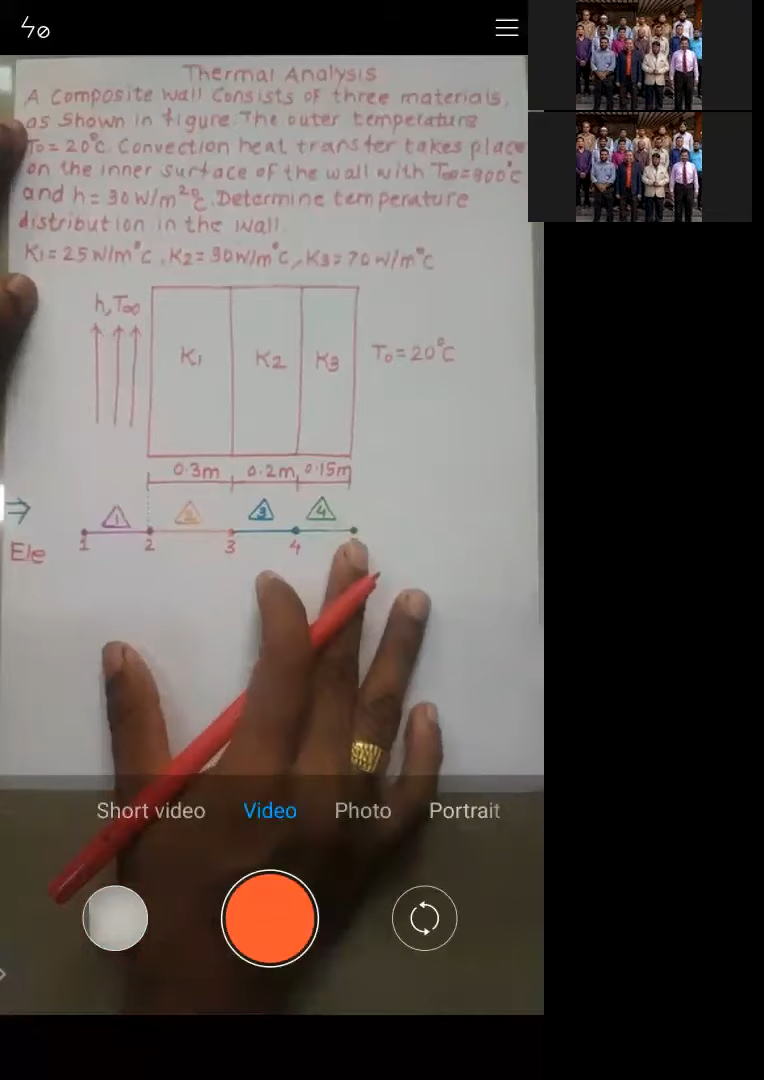 Thermal Analysis
A Composite wall Consists of three materials,
as Shown in figure. The outer temperature
T₀ = 20°C. Convection heat transfer takes place
on the inner surface of the wall with T∞ = 800°C
and h = 30 W/m²°C. Determine temperature
distribution in the wall.
K₁ = 25 W/m°C, K₂ = 30 W/m°C, K₃ = 70 W/m°C
h, T∞
K₁ K₂ K₃ T₀ = 20°C
0.3m 0.2m 0.15m
⇒ 1 2 3 4
1 2 3 4
Ele
Short video Video Photo Portrait